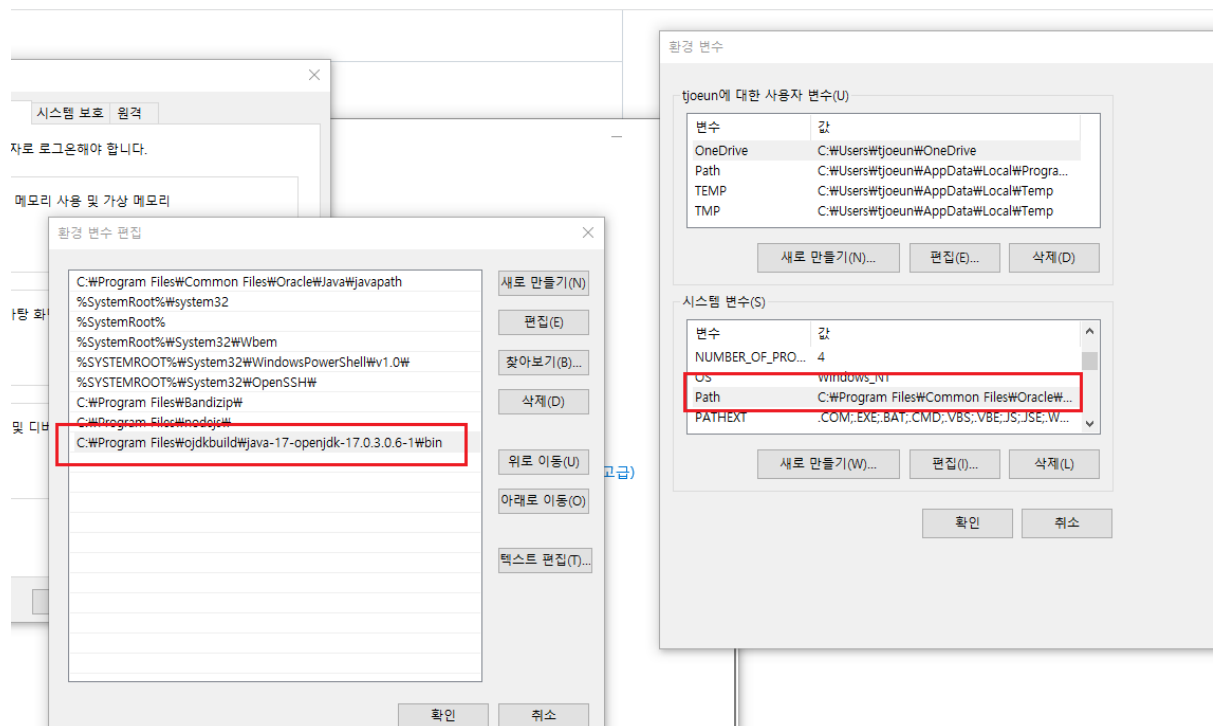 시스템 보호 원격
자로 로그온해야 합니다.
메모리 사용 및 가상 메모리
및 디
고급)
환경 변수 편집
C:₩Program Files₩Common Files₩Oracle₩Java₩javapath
%SystemRoot%₩system32
%SystemRoot%
%SystemRoot%₩System32₩Wbem
%SYSTEMROOT%₩System32₩WindowsPowerShell₩v1.0₩
%SYSTEMROOT%₩System32₩OpenSSH₩
C:₩Program Files₩Bandizip₩
C:₩Program Files₩nodejs₩
C:₩Program Files₩ojdkbuild₩java-17-openjdk-17.0.3.0.6-1₩bin
새로 만들기(N)
편집(E)
찾아보기(B)...
삭제(D)
위로 이동(U)
아래로 이동(O)
텍스트 편집(T)...
확인 취소
환경 변수
tjoeun에 대한 사용자 변수(U)
변수 값
OneDrive C:₩Users₩tjoeun₩OneDrive
Path C:₩Users₩tjoeun₩AppData₩Local₩Progra...
TEMP C:₩Users₩tjoeun₩AppData₩Local₩Temp
TMP C:₩Users₩tjoeun₩AppData₩Local₩Temp
새로 만들기(N)... 편집(E)... 삭제(D)
시스템 변수(S)
변수 값
NUMBER_OF_PRO... 4
OS Windows_NT
Path C:₩Program Files₩Common Files₩Oracle₩...
PATHEXT .COM;.EXE;.BAT;.CMD;.VBS;.VBE;.JS;.JSE;.W...
새로 만들기(W)... 편집(I)... 삭제(L)
확인 취소